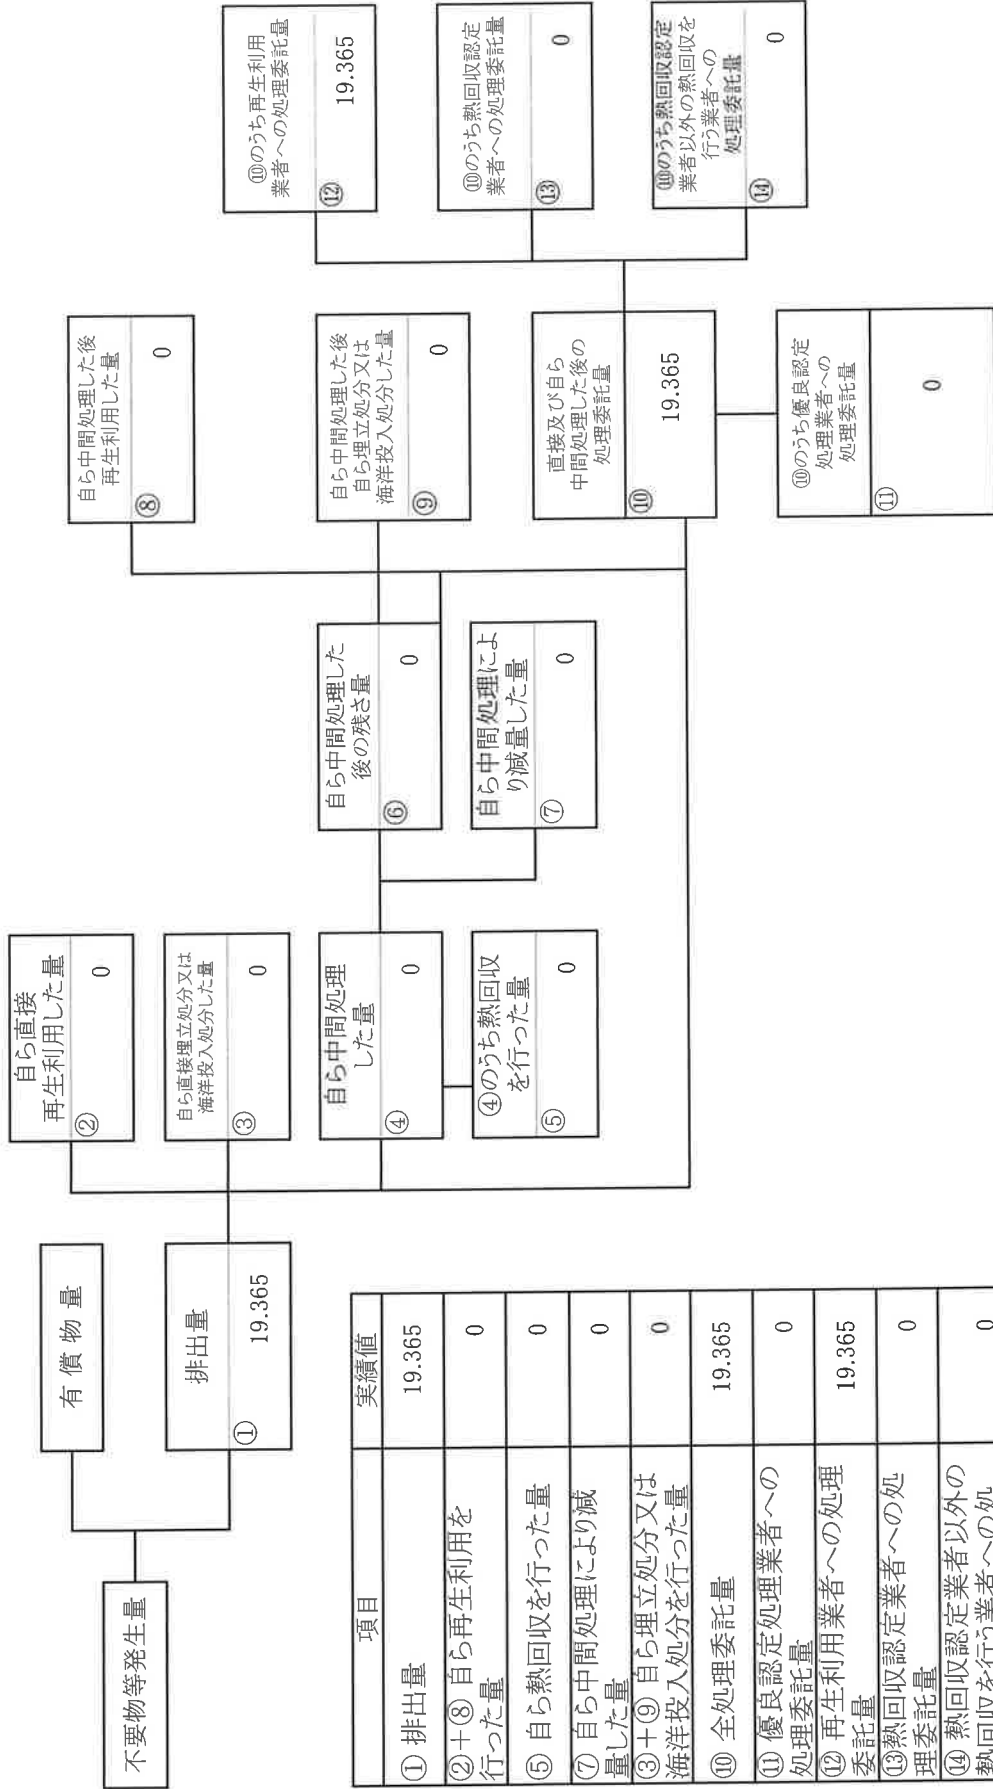 不要物等発生量
有償物量
排出量
①
19.365
自ら直接
再生利用した量
②
0
自ら直接埋立処分又は
海洋投入処分した量
③
0
自ら中間処理
した量
④
0
④のうち熱回収
を行った量
⑤
0
自ら中間処理した
後の残さ量
⑥
0
自ら中間処理によ
り減量した量
⑦
0
自ら中間処理した後
再生利用した量
⑧
0
自ら中間処理した後
自ら埋立処分又は
海洋投入処分した量
⑨
0
直接及び自ら
中間処理した後の
処理委託量
⑩
19.365
⑩のうち優良認定
処理業者への
処理委託量
⑪
0
⑩のうち再生利用
業者への処理委託量
⑫
19.365
⑩のうち熱回収認定
業者への処理委託量
⑬
0
⑩のうち熱回収認定
業者以外の熱回収を
行う業者への
処理委託量
⑭
0
項目 実績値
① 排出量 19.365
②+⑧ 自ら再生利用を
行った量 0
⑤ 自ら熱回収を行った量 0
⑦ 自ら中間処理により減
量した量 0
③+⑨ 自ら埋立処分又は
海洋投入処分を行った量 0
⑩ 全処理委託量 19.365
⑪ 優良認定処理業者への
処理委託量 0
⑫ 再生利用業者への処理
委託量 19.365
⑬熱回収認定業者への処
理委託量 0
⑭ 熱回収認定業者以外の
熱回収を行う業者への処 0